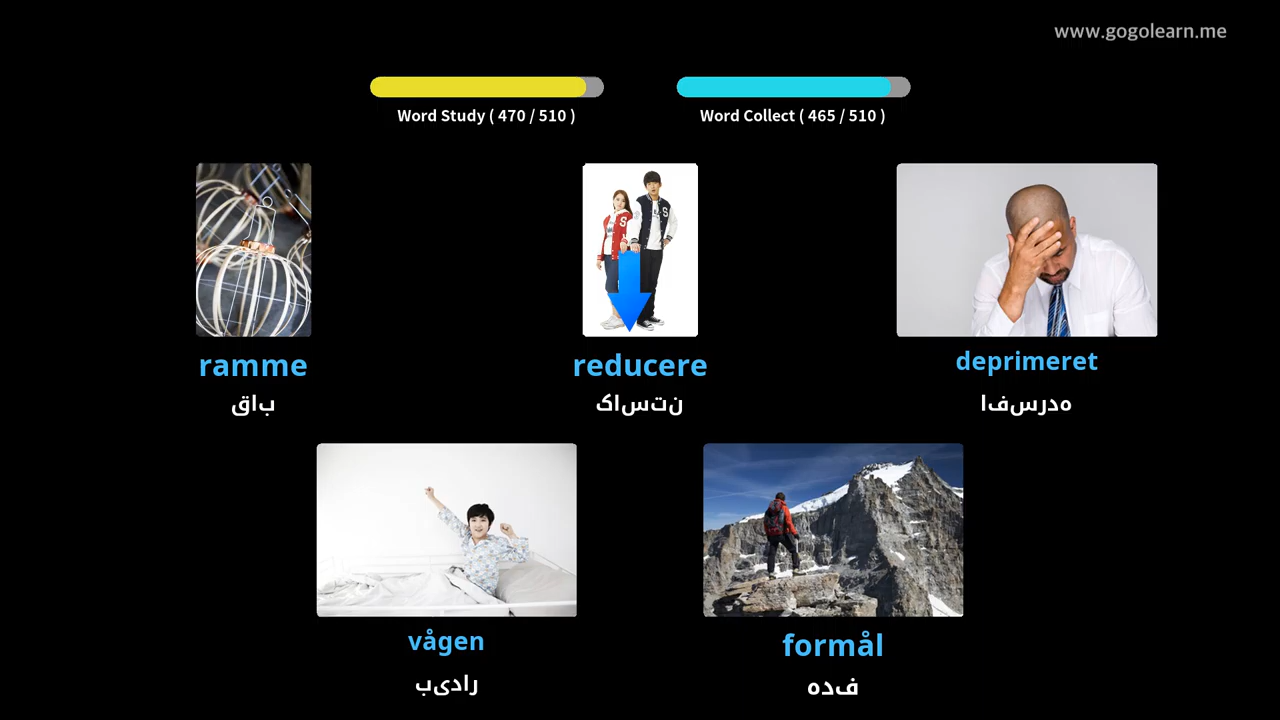 www.gogolearn.me
Word Study ( 470 / 510 )
Word Collect ( 465 / 510 )
ramme
باق
reducere
نتساک
deprimeret
هدرسفا
vågen
رادیب
formål
فده